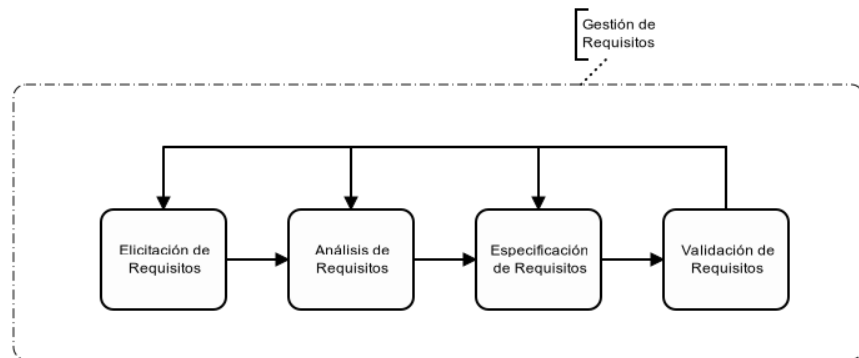 Gestión de
Requisitos
Elicitación de
Requisitos
Análisis de
Requisitos
Especificación
de Requisitos
Validación de
Requisitos